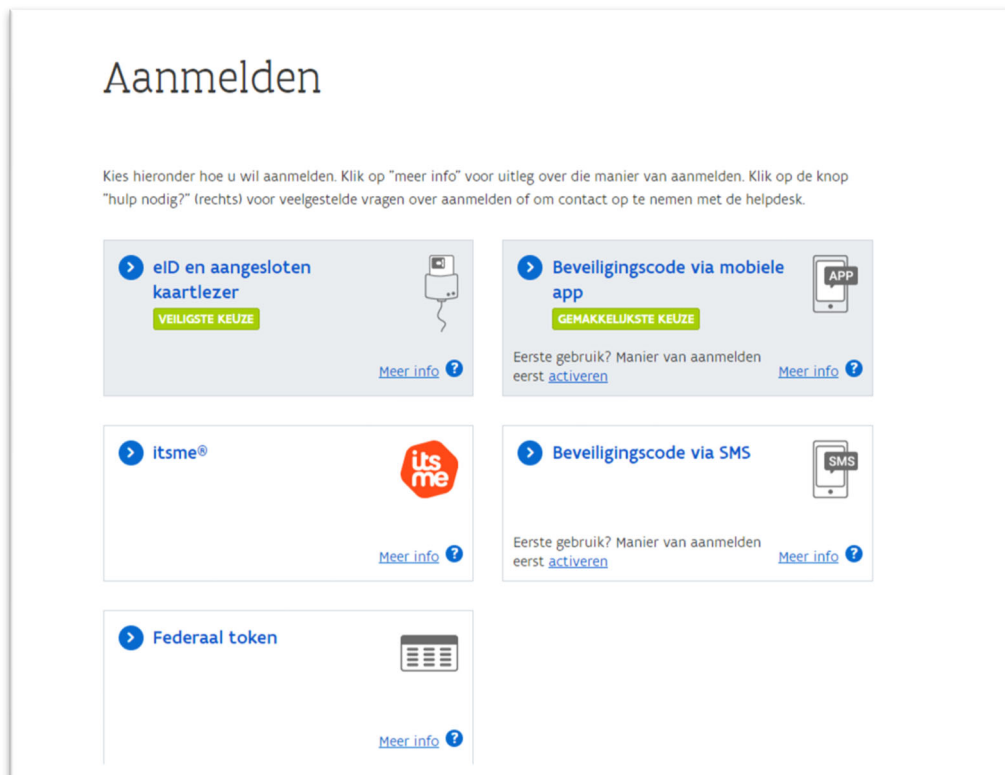 Aanmelden
Kies hieronder hoe u wil aanmelden. Klik op "meer info" voor uitleg over die manier van aanmelden. Klik op de knop
"hulp nodig?" (rechts) voor veelgestelde vragen over aanmelden of om contact op te nemen met de helpdesk.
eID en aangesloten
kaartlezer
VEILIGSTE KEUZE
Meer info ?
Beveiligingscode via mobiele
app
APP
GEMAKKELIJKSTE KEUZE
Eerste gebruik? Manier van aanmelden
eerst activeren
Meer info ?
itsme®
its
me
Meer info ?
Beveiligingscode via SMS
SMS
Eerste gebruik? Manier van aanmelden
eerst activeren
Meer info ?
Federaal token
Meer info ?